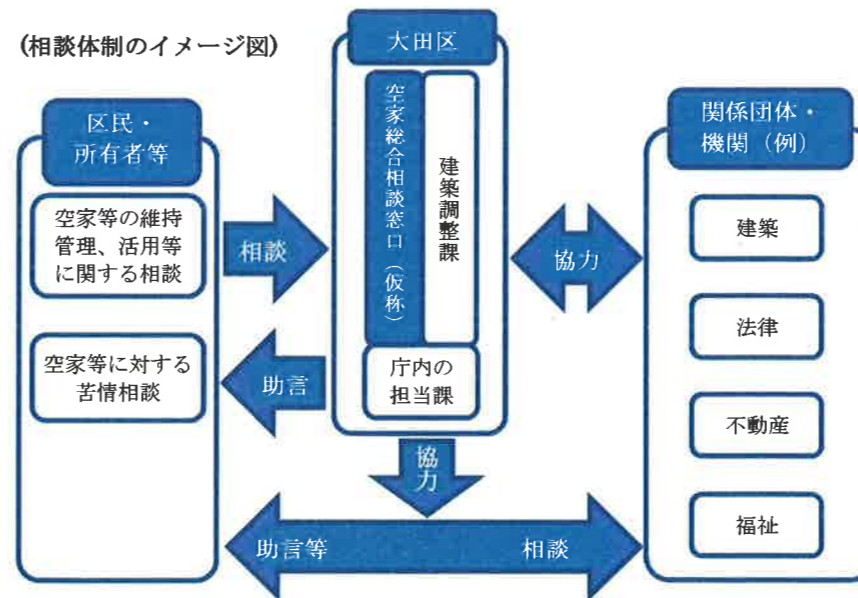 (相談体制のイメージ図)
大田区
空家総合相談窓口(仮称)
建築調整課
庁内の
担当課
区民・
所有者等
空家等の維持
管理、活用等
に関する相談
空家等に対する
苦情相談
相談
助言
協力
関係団体・
機関(例)
建築
法律
不動産
福祉
協
力
助言等
相談